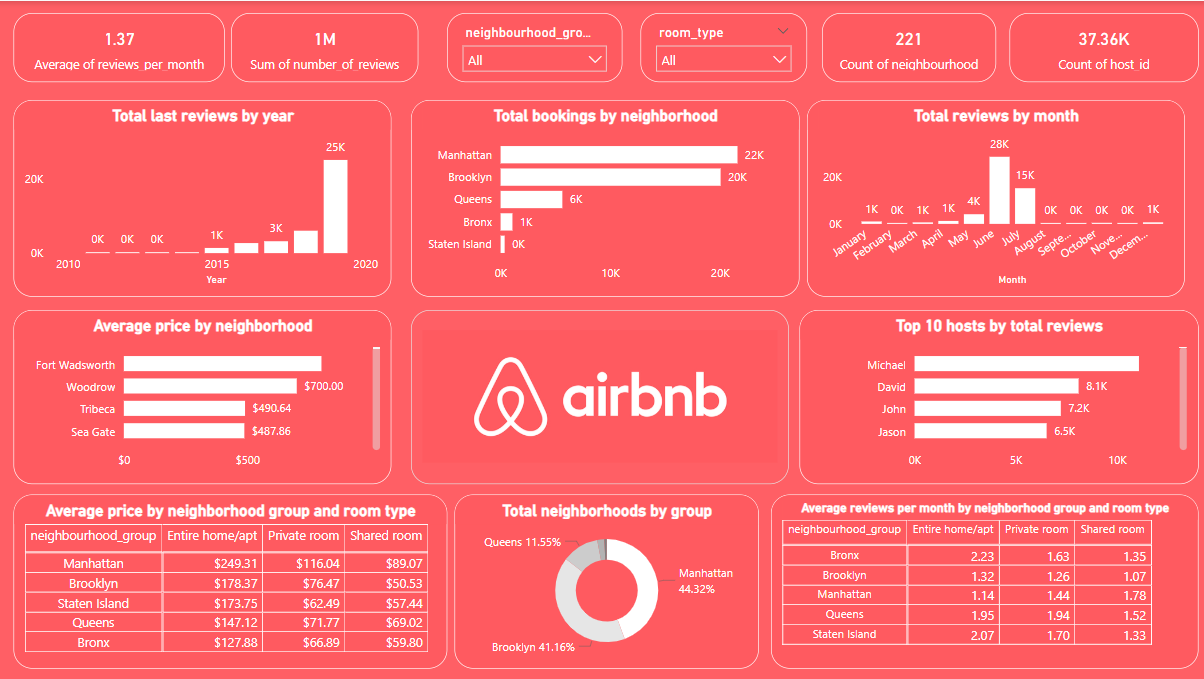 1.37
Average of reviews_per_month
1M
Sum of number_of_reviews
neighbourhood_gro...
All
room_type
All
221
Count of neighbourhood
37.36K
Count of host_id
Total last reviews by year
25K
20K
0K 0K 0K 1K 3K
0K
2010 2015 2020
Year
Total bookings by neighborhood
Manhattan 22K
Brooklyn 20K
Queens 6K
Bronx 1K
Staten Island 0K
0K 10K 20K
Total reviews by month
28K
20K
15K
1K 0K 1K 1K 4K 0K 0K 0K 0K 1K
0K
January February March April May June July August Septe... October Nove... Decem...
Month
Average price by neighborhood
Fort Wadsworth
Woodrow $700.00
Tribeca $490.64
Sea Gate $487.86
$0 $500
airbnb
Top 10 hosts by total reviews
Michael
David 8.1K
John 7.2K
Jason 6.5K
0K 5K 10K
Average price by neighborhood group and room type
neighbourhood_group Entire home/apt Private room Shared room
Manhattan $249.31 $116.04 $89.07
Brooklyn $178.37 $76.47 $50.53
Staten Island $173.75 $62.49 $57.44
Queens $147.12 $71.77 $69.02
Bronx $127.88 $66.89 $59.80
Total neighborhoods by group
Queens 11.55%
Manhattan
44.32%
Brooklyn 41.16%
Average reviews per month by neighborhood group and room type
neighbourhood_group Entire home/apt Private room Shared room
Bronx 2.23 1.63 1.35
Brooklyn 1.32 1.26 1.07
Manhattan 1.14 1.44 1.78
Queens 1.95 1.94 1.52
Staten Island 2.07 1.70 1.33